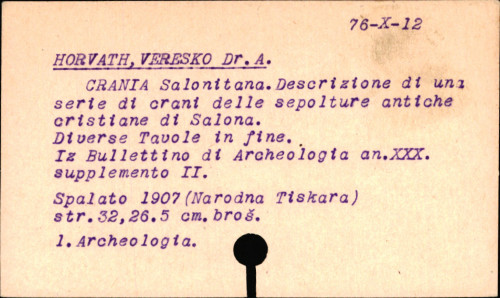 76-X-12
HORVATH, VERESKO Dr. A.
CRANIA Salonitana. Descrizione di una
serie di crani delle sepolture antiche
cristiane di Salona.
Diverse Tavole in fine.
Iz Bullettino di Archeologia an. XXX.
supplemento II.
Spalato 1907 (Narodna Tiskara)
str. 32, 26.5 cm. broš.
1. Archeologia.